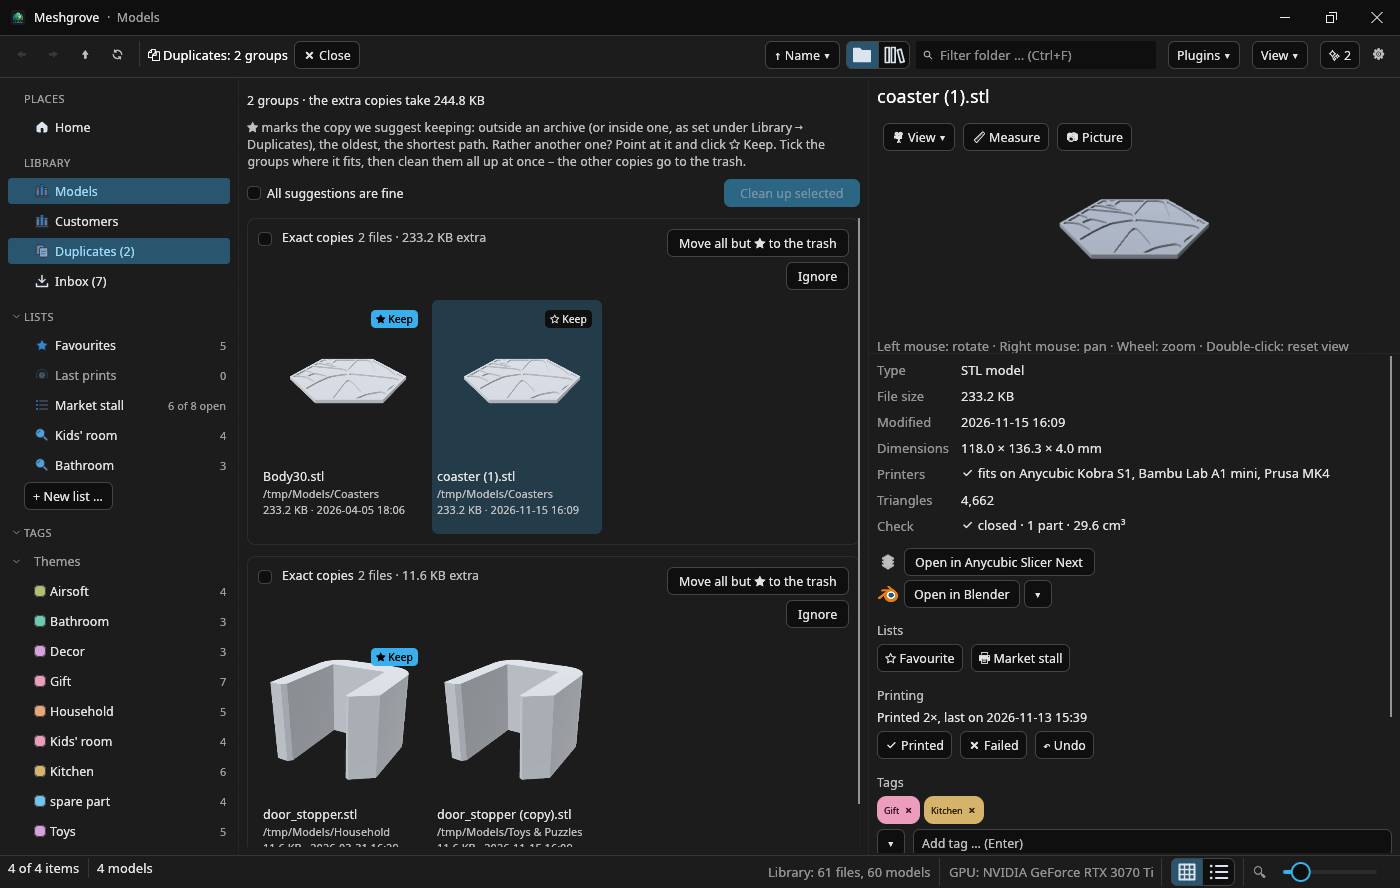 Meshgrove · Models
Duplicates: 2 groups
Close
↑ Name ▾
Filter folder ... (Ctrl+F)
Plugins ▾
View ▾
2
PLACES
Home
LIBRARY
Models
Customers
Duplicates (2)
Inbox (7)
LISTS
Favourites 5
Last prints 0
Market stall 6 of 8 open
Kids' room 4
Bathroom 3
+ New list ...
TAGS
Themes
Airsoft 4
Bathroom 3
Decor 3
Gift 7
Household 5
Kids' room 4
Kitchen 6
spare part 4
Toys 5
2 groups · the extra copies take 244.8 KB
★ marks the copy we suggest keeping: outside an archive (or inside one, as set under Library →
Duplicates), the oldest, the shortest path. Rather another one? Point at it and click ☆ Keep. Tick the
groups where it fits, then clean them all up at once – the other copies go to the trash.
All suggestions are fine
Clean up selected
Exact copies 2 files · 233.2 KB extra
Move all but ★ to the trash
Ignore
★ Keep
☆ Keep
Body30.stl
/tmp/Models/Coasters
233.2 KB · 2026-04-05 18:06
coaster (1).stl
/tmp/Models/Coasters
233.2 KB · 2026-11-15 16:09
Exact copies 2 files · 11.6 KB extra
Move all but ★ to the trash
Ignore
★ Keep
door_stopper.stl
/tmp/Models/Household
door_stopper (copy).stl
/tmp/Models/Toys & Puzzles
coaster (1).stl
View ▾
Measure
Picture
Left mouse: rotate · Right mouse: pan · Wheel: zoom · Double-click: reset view
Type STL model
File size 233.2 KB
Modified 2026-11-15 16:09
Dimensions 118.0 × 136.3 × 4.0 mm
Printers ✓ fits on Anycubic Kobra S1, Bambu Lab A1 mini, Prusa MK4
Triangles 4,662
Check ✓ closed · 1 part · 29.6 cm³
Open in Anycubic Slicer Next
Open in Blender ▾
Lists
☆ Favourite
Market stall
Printing
Printed 2×, last on 2026-11-13 15:39
✓ Printed
✕ Failed
↶ Undo
Tags
Gift ×
Kitchen ×
▾ Add tag ... (Enter)
4 of 4 items
4 models
Library: 61 files, 60 models
GPU: NVIDIA GeForce RTX 3070 Ti